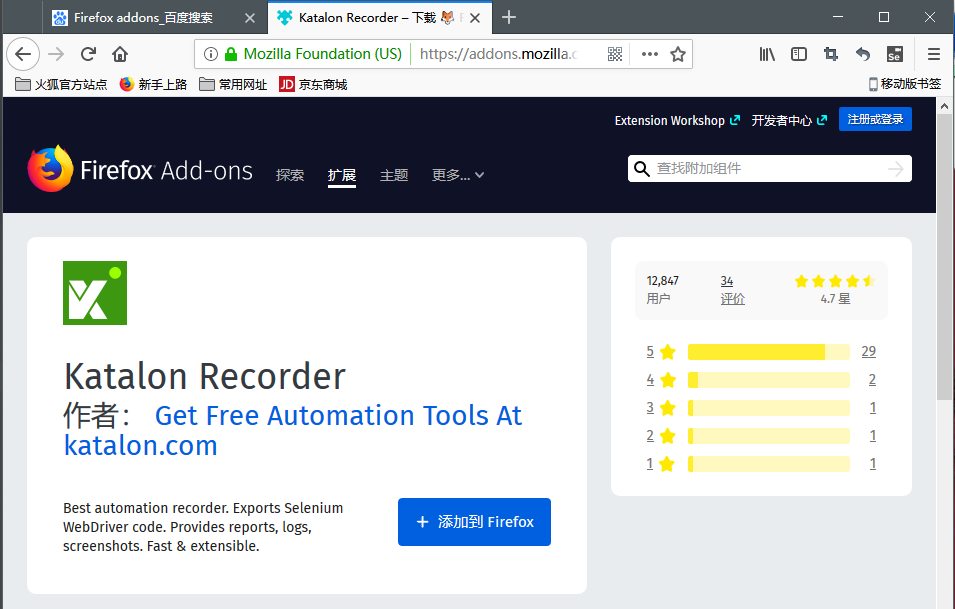 Firefox addons_百度搜索
Katalon Recorder – 下载 🦊 F
Mozilla Foundation (US)
https://addons.mozilla.c
Se
火狐官方站点
新手上路
常用网址
JD 京东商城
移动版书签
Extension Workshop
开发者中心
注册或登录
Firefox Add-ons
探索
扩展
主题
更多...
查找附加组件
Katalon Recorder
作者： Get Free Automation Tools At
katalon.com
Best automation recorder. Exports Selenium
WebDriver code. Provides reports, logs,
screenshots. Fast & extensible.
+ 添加到 Firefox
12,847
用户
34
评价
4.7 星
5 29
4 2
3 1
2 1
1 1